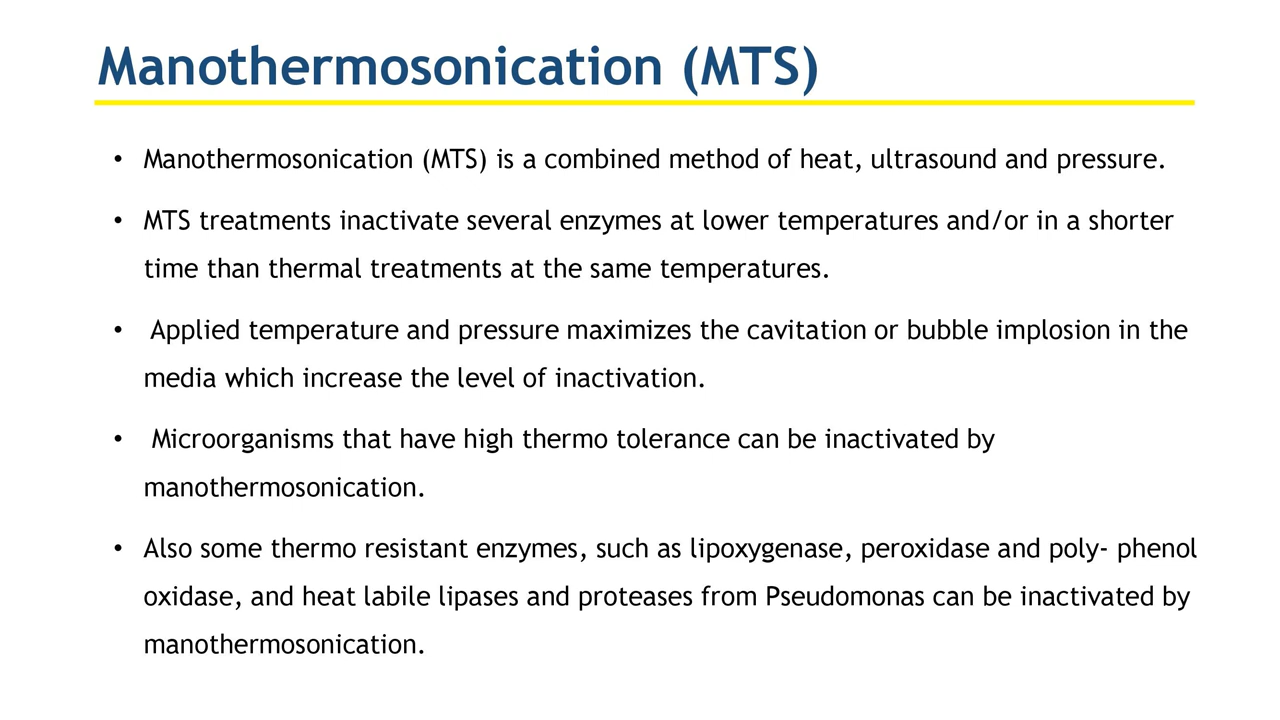 Manothermosonication (MTS)
• Manothermosonication (MTS) is a combined method of heat, ultrasound and pressure.
• MTS treatments inactivate several enzymes at lower temperatures and/or in a shorter
time than thermal treatments at the same temperatures.
• Applied temperature and pressure maximizes the cavitation or bubble implosion in the
media which increase the level of inactivation.
• Microorganisms that have high thermo tolerance can be inactivated by
manothermosonication.
• Also some thermo resistant enzymes, such as lipoxygenase, peroxidase and poly- phenol
oxidase, and heat labile lipases and proteases from Pseudomonas can be inactivated by
manothermosonication.